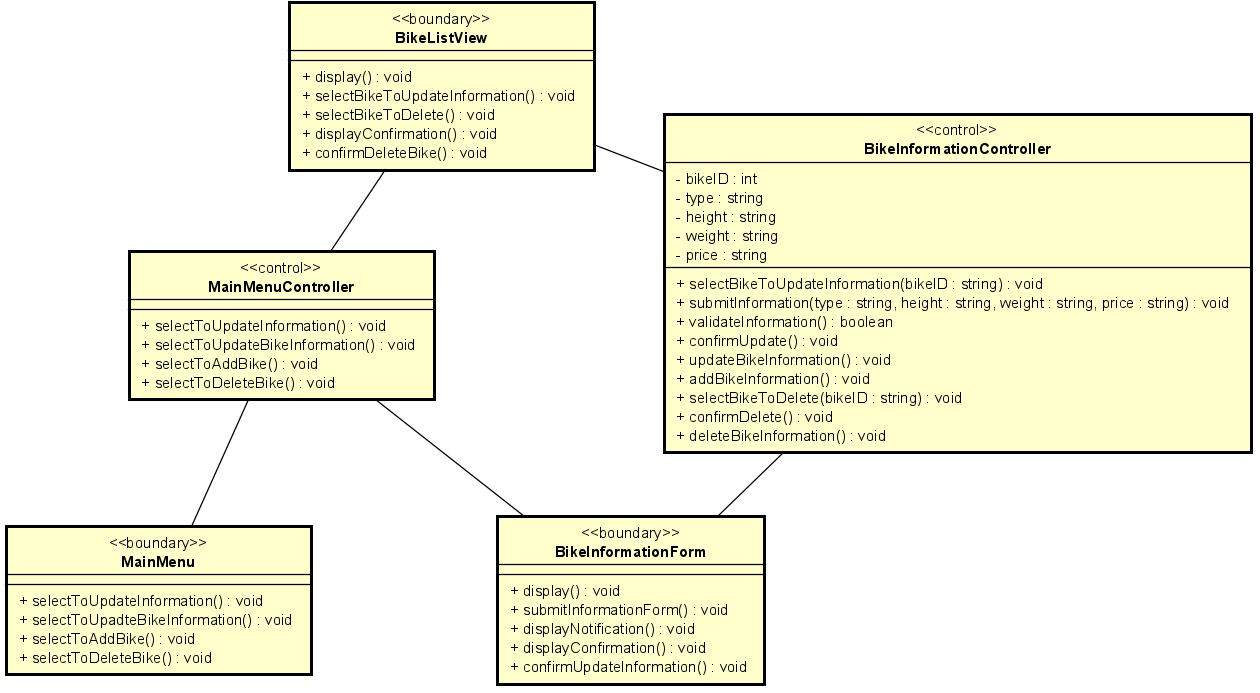 <<boundary>>
BikeListView
+ display() : void
+ selectBikeToUpdateInformation() : void
+ selectBikeToDelete() : void
+ displayConfirmation() : void
+ confirmDeleteBike() : void
<<control>>
BikeInformationController
- bikeID : int
- type : string
- height : string
- weight : string
- price : string
+ selectBikeToUpdateInformation(bikeID : string) : void
+ submitInformation(type : string, height : string, weight : string, price : string) : void
+ validateInformation() : boolean
+ confirmUpdate() : void
+ updateBikeInformation() : void
+ addBikeInformation() : void
+ selectBikeToDelete(bikeID : string) : void
+ confirmDelete() : void
+ deleteBikeInformation() : void
<<control>>
MainMenuController
+ selectToUpdateInformation() : void
+ selectToUpdateBikeInformation() : void
+ selectToAddBike() : void
+ selectToDeleteBike() : void
<<boundary>>
MainMenu
+ selectToUpdateInformation() : void
+ selectToUpadteBikeInformation() : void
+ selectToAddBike() : void
+ selectToDeleteBike() : void
<<boundary>>
BikeInformationForm
+ display() : void
+ submitInformationForm() : void
+ displayNotification() : void
+ displayConfirmation() : void
+ confirmUpdateInformation() : void